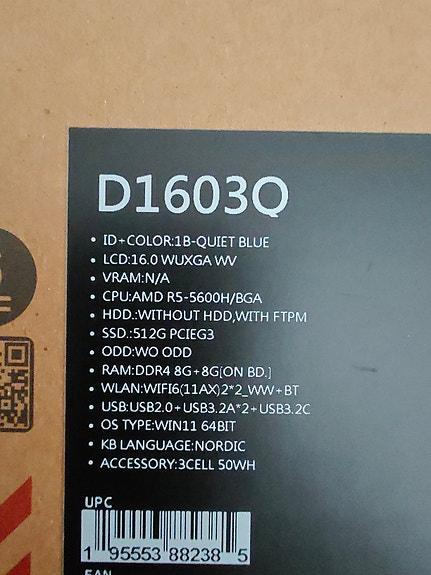 D1603Q
• ID+COLOR:1B-QUIET BLUE
• LCD:16.0 WUXGA WV
• VRAM:N/A
• CPU:AMD R5-5600H/BGA
• HDD.:WITHOUT HDD,WITH FTPM
• SSD.:512G PCIEG3
• ODD:WO ODD
• RAM:DDR4 8G+8G[ON BD.]
• WLAN:WIFI6(11AX)2*2_WW+BT
• USB:USB2.0+USB3.2A*2+USB3.2C
• OS TYPE:WIN11 64BIT
• KB LANGUAGE:NORDIC
• ACCESSORY:3CELL 50WH
UPC
1 95553 88238 5
EAN